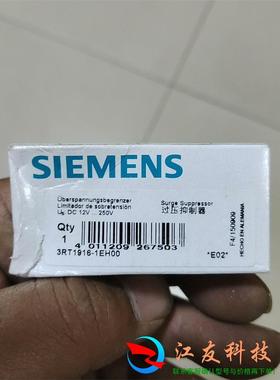 SIEMENS
Überspannungsbegrenzer
Limitador de sobretensión
Us DC 12V ... 250V
Surge Suppressor
过压抑制器
Qty
1
4 011209 267503
3RT1916-1EH00
*E02*
F4/150909
HECHO EN ALEMANIA
江友科技